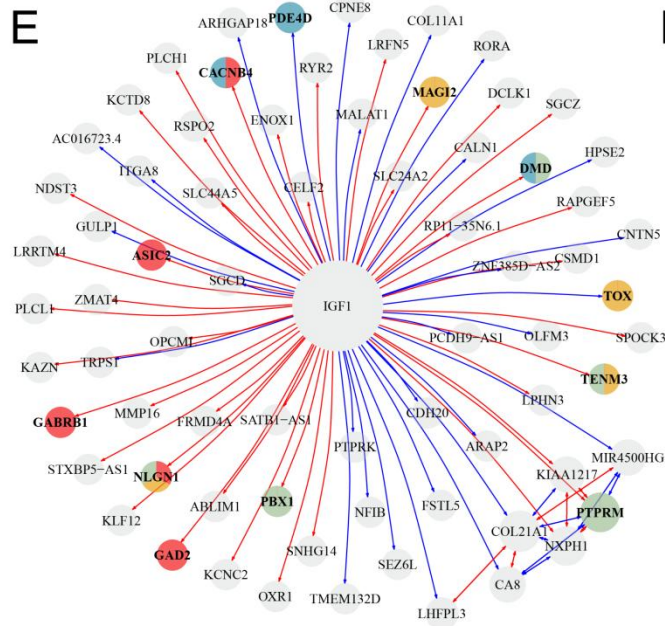 E
PDE4D
CPNE8
ARHGAP18
COL11A1
LRFN5
RORA
PLCH1
CACNB4
RYR2
MAGI2
DCLK1
KCTD8
SGCZ
RSPO2
ENOX1
MALAT1
AC016723.4
CALN1
HPSE2
ITGA8
SLC24A2
DMD
NDST3
SLC44A5
CELF2
RAPGEF5
GULP1
RP11-35N6.1
CNTN5
LRRTM4
ASIC2
CSMD1
SGCD
ZNF385D-AS2
PLCL1
ZMAT4
IGF1
TOX
OPCML
PCDH9-AS1
OLFM3
SPOCK3
KAZN
TRPS1
TENM3
LPHN3
GABRB1
MMP16
FRMD4A
SATB1-AS1
CDH20
PTPRK
ARAP2
MIR4500HG
STXBP5-AS1
NLGN1
KIAA1217
KLF12
ABLIM1
PBX1
NFIB
FSTL5
PTPRM
COL21A1
NXPH1
GAD2
SNHG14
SEZ6L
KCNC2
CA8
OXR1
TMEM132D
LHFPL3